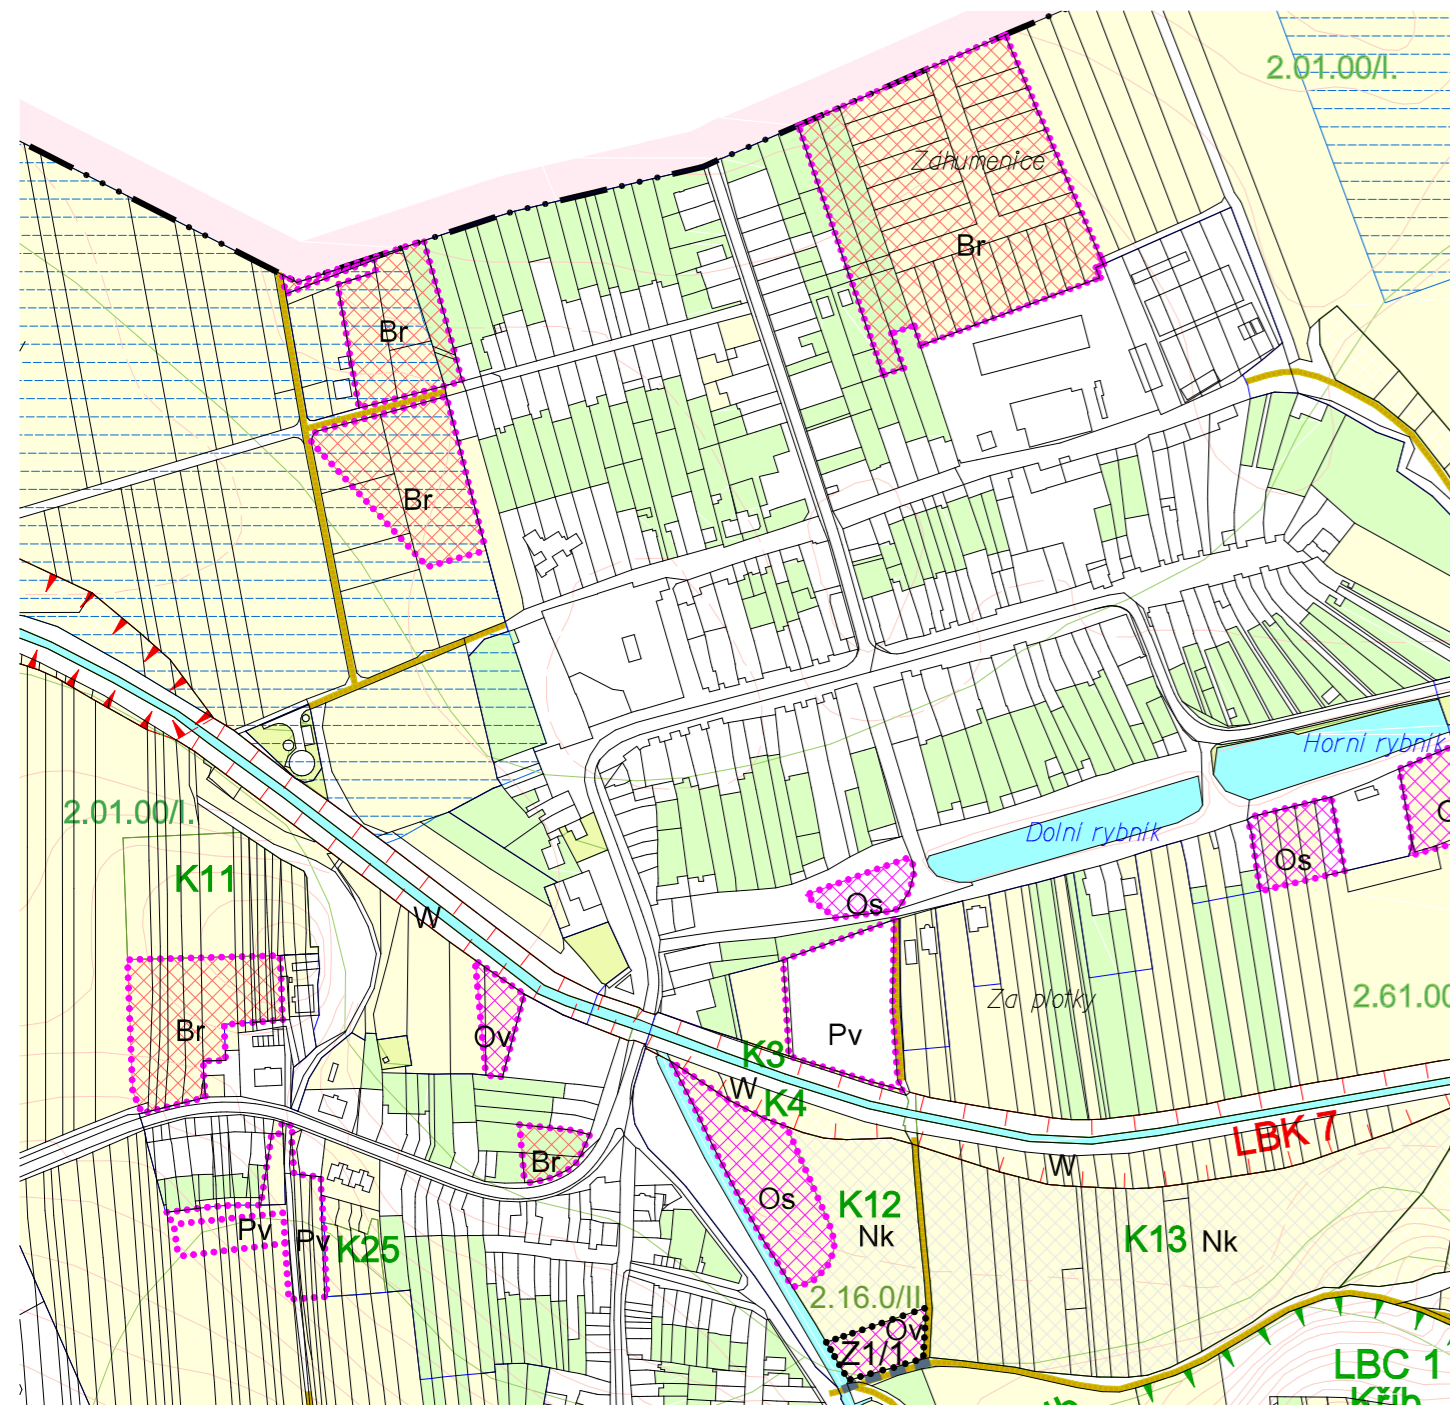 2.01.00/I.
Záhumenice
Br
Br
Br
Horní rybník
2.01.00/I.
Dolní rybník
Os
K11
Os
W
Za plotky
2.61.00
Br
Ov
Pv
K3
W
K4
LBK 7
Br
W
Os
K12
Nk
K13
Nk
Pv
Pv
K25
2.16.0/II
Ov
Z1/1
LBC 1
Kříb